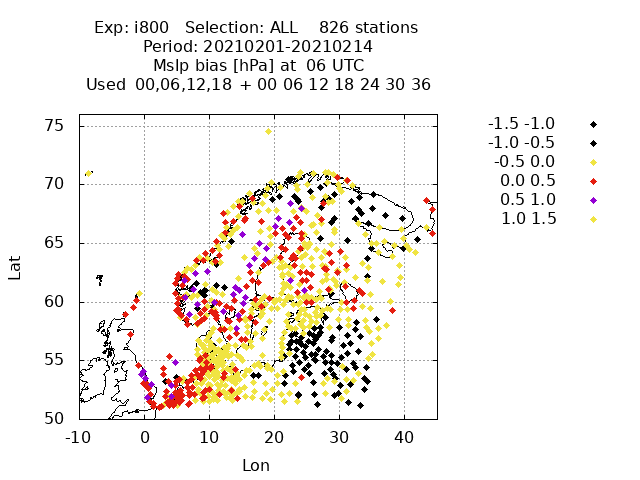 Exp: i800 Selection: ALL 826 stations
Period: 20210201-20210214
Mslp bias [hPa] at 06 UTC
Used 00,06,12,18 + 00 06 12 18 24 30 36
-1.5 -1.0
-1.0 -0.5
-0.5 0.0
0.0 0.5
0.5 1.0
1.0 1.5
75
70
65
60
55
50
Lat
-10 0 10 20 30 40
Lon